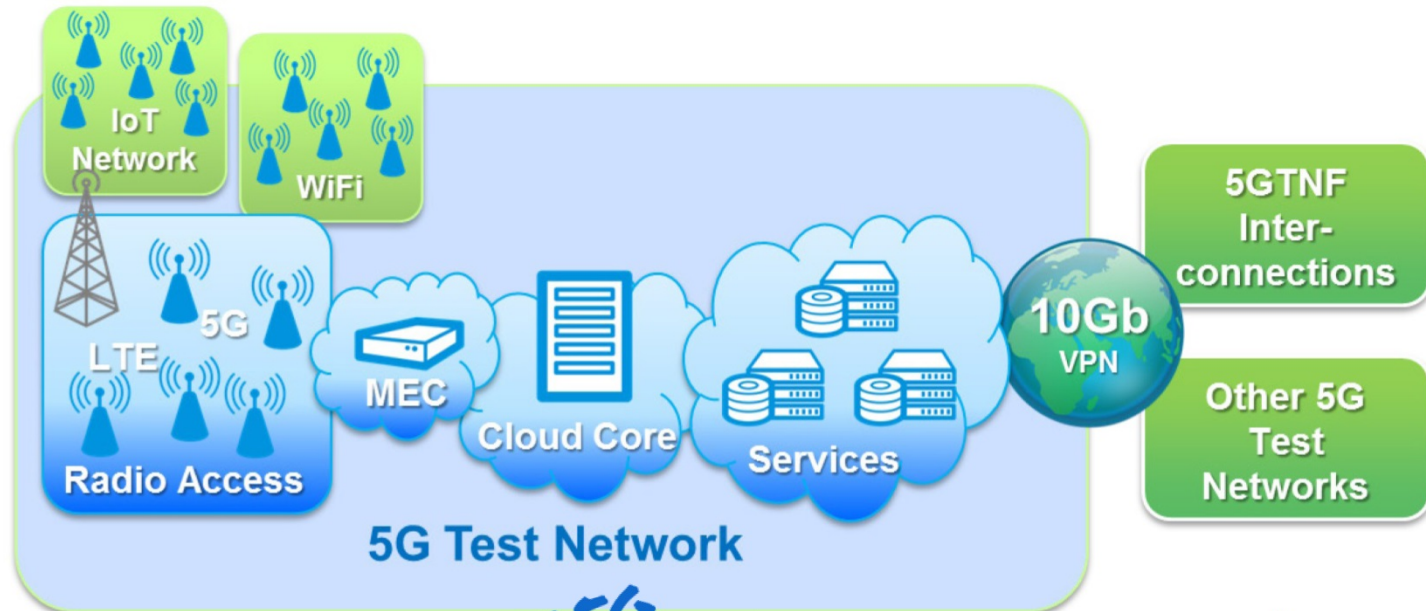 IoT
Network
WiFi
5G
LTE
Radio Access
MEC
Cloud Core
Services
10Gb
VPN
5GTNF
Inter-
connections
Other 5G
Test
Networks
5G Test Network